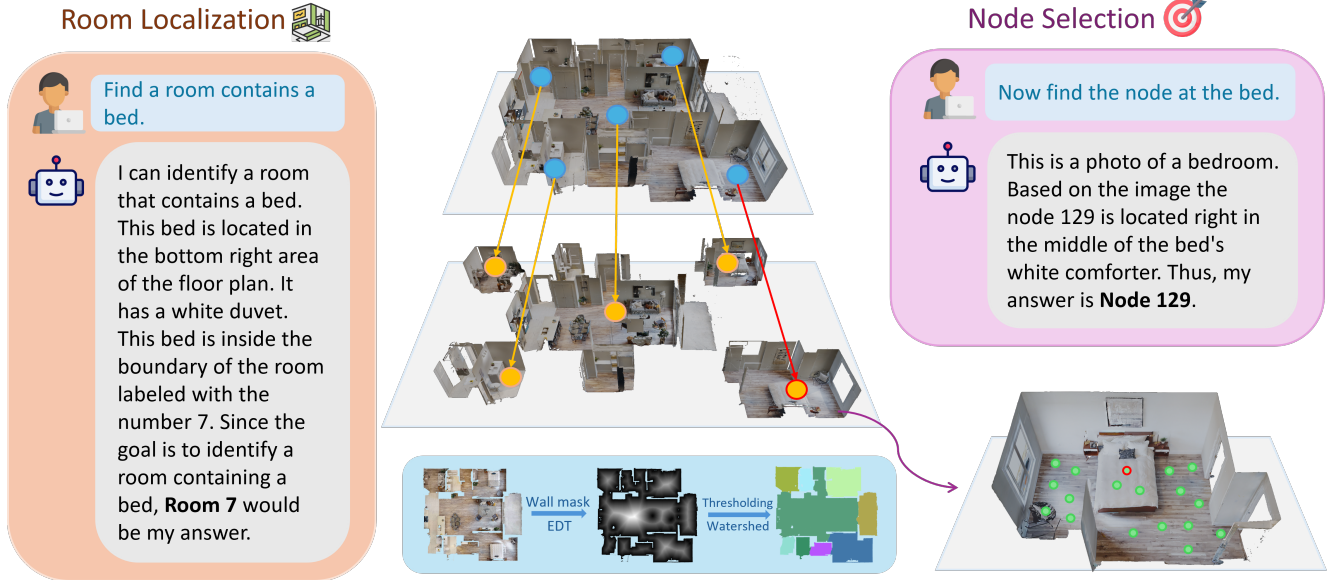 Room Localization
Find a room contains a
bed.
I can identify a room
that contains a bed.
This bed is located in
the bottom right area
of the floor plan. It
has a white duvet.
This bed is inside the
boundary of the room
labeled with the
number 7. Since the
goal is to identify a
room containing a
bed, Room 7 would
be my answer.
Wall mask
EDT
Thresholding
Watershed
Node Selection
Now find the node at the bed.
This is a photo of a bedroom.
Based on the image the
node 129 is located right in
the middle of the bed's
white comforter. Thus, my
answer is Node 129.